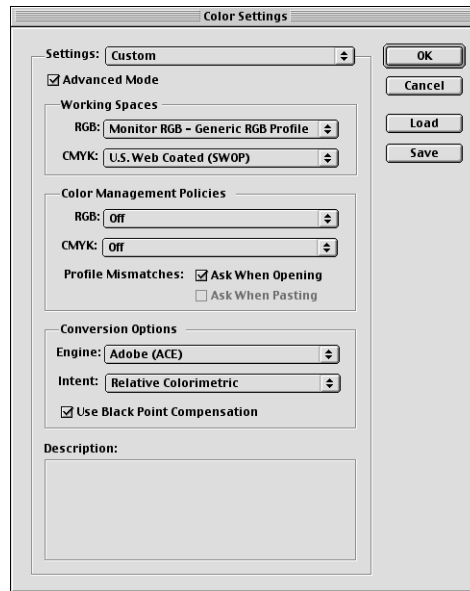 Color Settings
Settings: Custom
OK
Advanced Mode
Cancel
Working Spaces
RGB: Monitor RGB - Generic RGB Profile
Load
CMYK: U.S. Web Coated (SWOP)
Save
Color Management Policies
RGB: Off
CMYK: Off
Profile Mismatches: Ask When Opening
Ask When Pasting
Conversion Options
Engine: Adobe (ACE)
Intent: Relative Colorimetric
Use Black Point Compensation
Description: